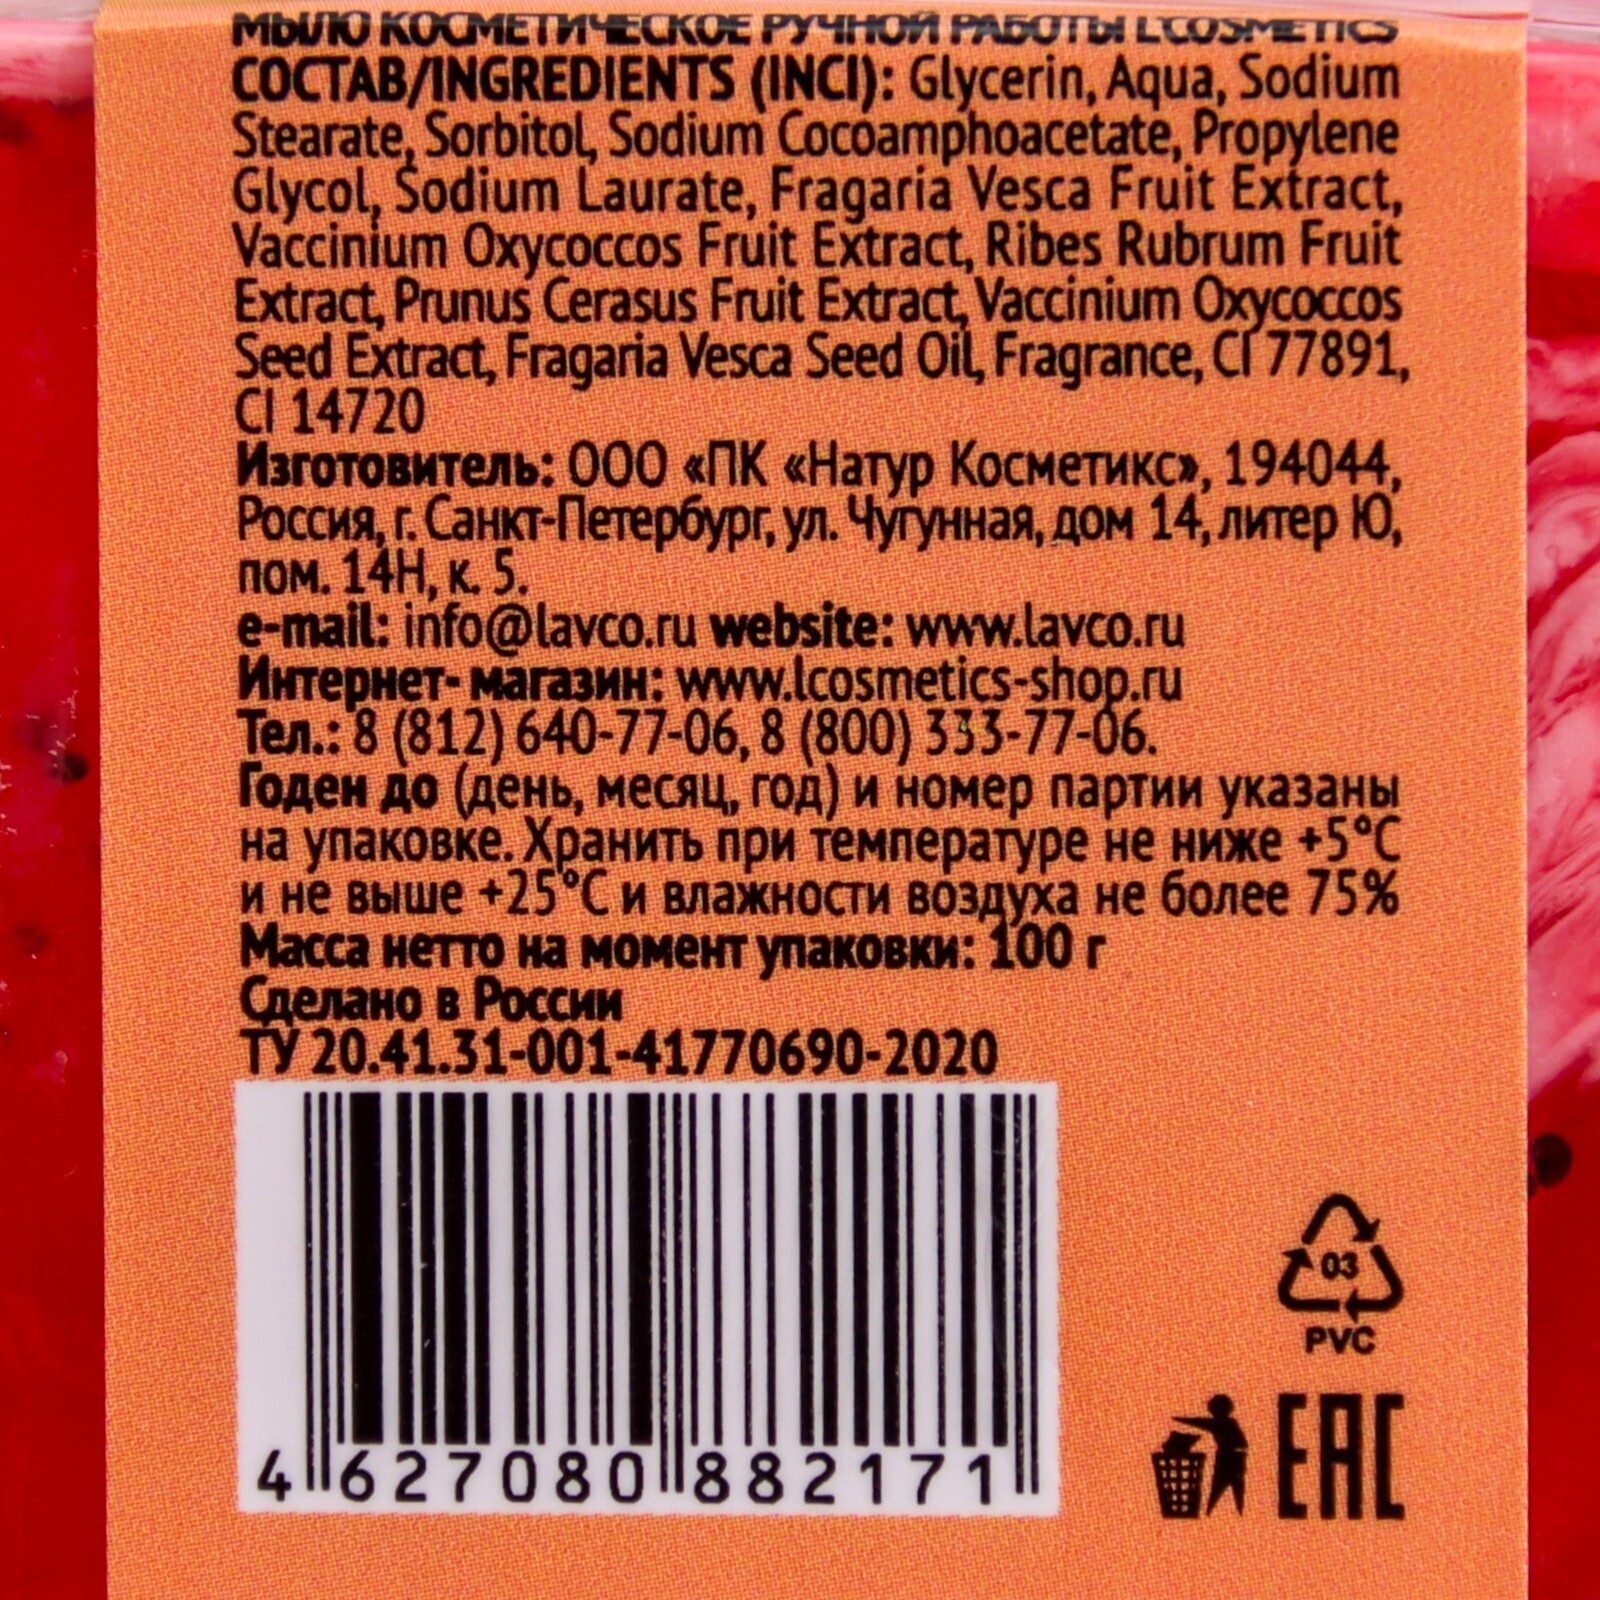 МЫЛО КОСМЕТИЧЕСКОЕ РУЧНОЙ РАБОТЫ L'COSMETICS
СОСТАВ/INGREDIENTS (INCI): Glycerin, Aqua, Sodium
Stearate, Sorbitol, Sodium Cocoamphoacetate, Propylene
Glycol, Sodium Laurate, Fragaria Vesca Fruit Extract,
Vaccinium Oxycoccos Fruit Extract, Ribes Rubrum Fruit
Extract, Prunus Cerasus Fruit Extract, Vaccinium Oxycoccos
Seed Extract, Fragaria Vesca Seed Oil, Fragrance, CI 77891,
CI 14720
Изготовитель: ООО «ПК «Натур Косметикс», 194044,
Россия, г. Санкт-Петербург, ул. Чугунная, дом 14, литер Ю,
пом. 14Н, к. 5.
e-mail: info@lavco.ru website: www.lavco.ru
Интернет- магазин: www.lcosmetics-shop.ru
Тел.: 8 (812) 640-77-06, 8 (800) 333-77-06.
Годен до (день, месяц, год) и номер партии указаны
на упаковке. Хранить при температуре не ниже +5°С
и не выше +25°С и влажности воздуха не более 75%
Масса нетто на момент упаковки: 100 г
Сделано в России
ТУ 20.41.31-001-41770690-2020
4 627080 882171
03
PVC
EAC